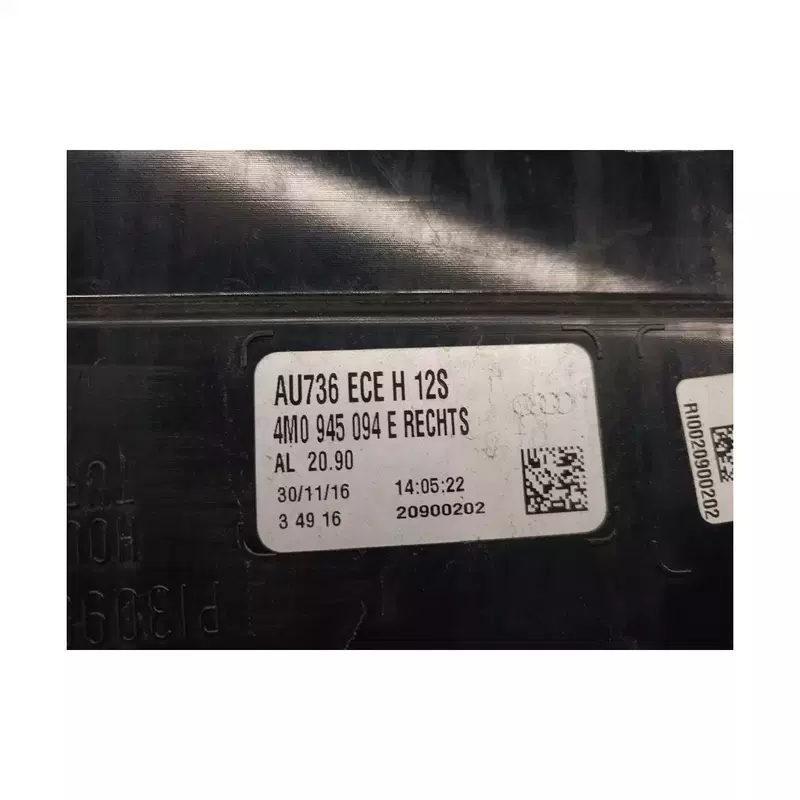 AU736 ECE H 12S
4M0 945 094 E RECHTS
AL 20.90
30/11/16 14:05:22
3 49 16 20900202
RI0020900202